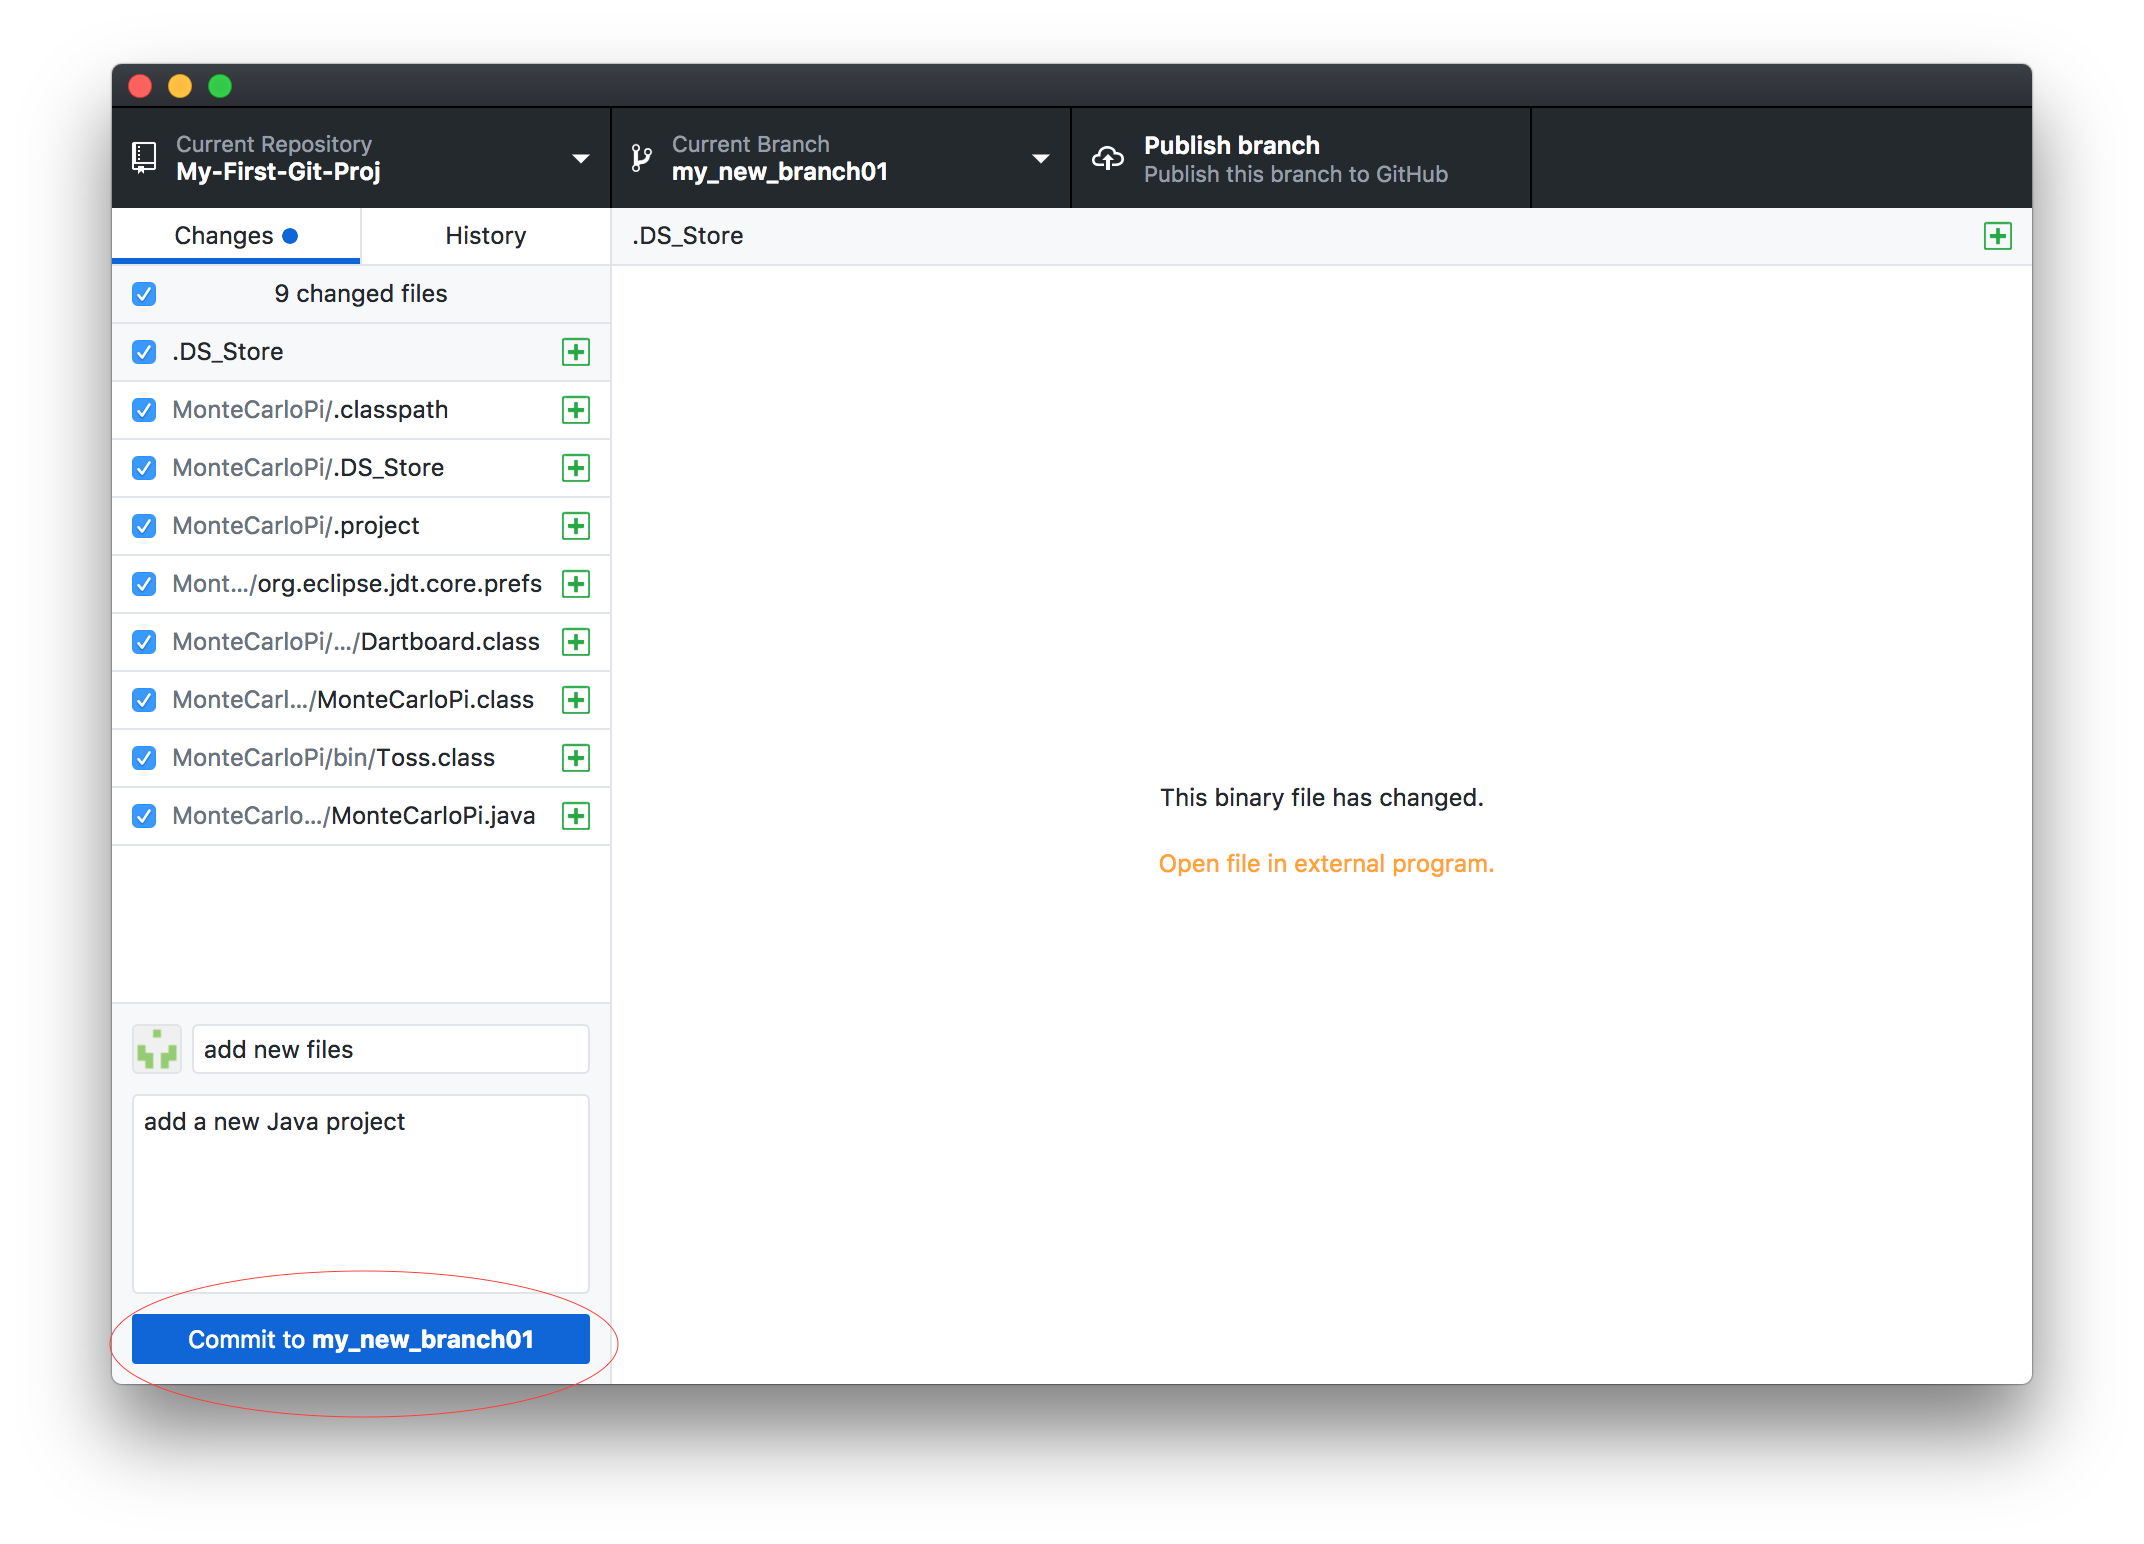 Current Repository
My-First-Git-Proj
Current Branch
my_new_branch01
Publish branch
Publish this branch to GitHub
Changes
History
.DS_Store
9 changed files
.DS_Store
MonteCarloPi/.classpath
MonteCarloPi/.DS_Store
MonteCarloPi/.project
Mont.../org.eclipse.jdt.core.prefs
MonteCarloPi/.../Dartboard.class
MonteCarl.../MonteCarloPi.class
MonteCarloPi/bin/Toss.class
MonteCarlo.../MonteCarloPi.java
This binary file has changed.
Open file in external program.
add new files
add a new Java project
Commit to my_new_branch01